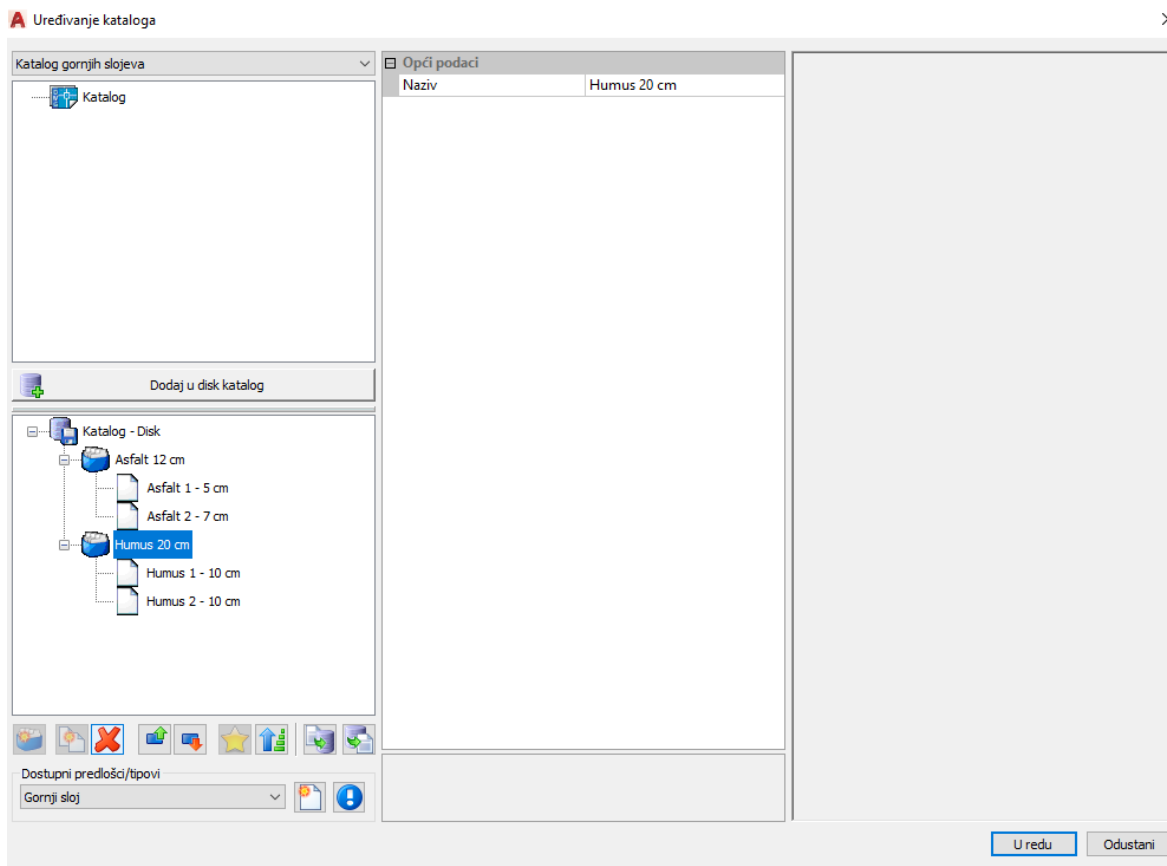 Uređivanje kataloga
Katalog gornjih slojeva
Katalog
Dodaj u disk katalog
Katalog - Disk
Asfalt 12 cm
Asfalt 1 - 5 cm
Asfalt 2 - 7 cm
Humus 20 cm
Humus 1 - 10 cm
Humus 2 - 10 cm
Dostupni predlošci/tipovi
Gornji sloj
Opći podaci
Naziv Humus 20 cm
U redu Odustani